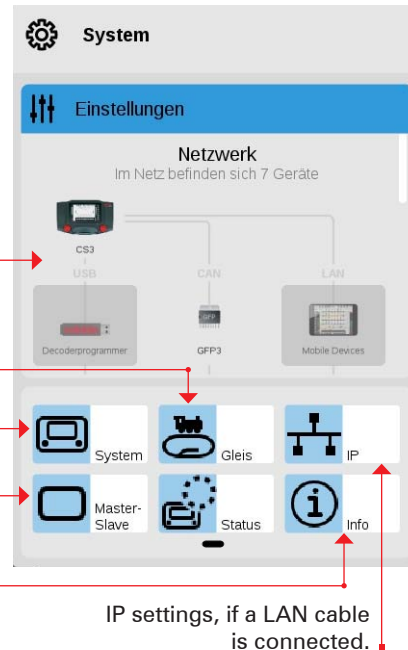 System
Einstellungen
Netzwerk
Im Netz befinden sich 7 Geräte
CS3
USB
CAN
LAN
GFP
Decoderprogrammer
GFP3
Mobile Devices
System
Gleis
IP
Master-
Slave
Status
Info
IP settings, if a LAN cable
is connected.